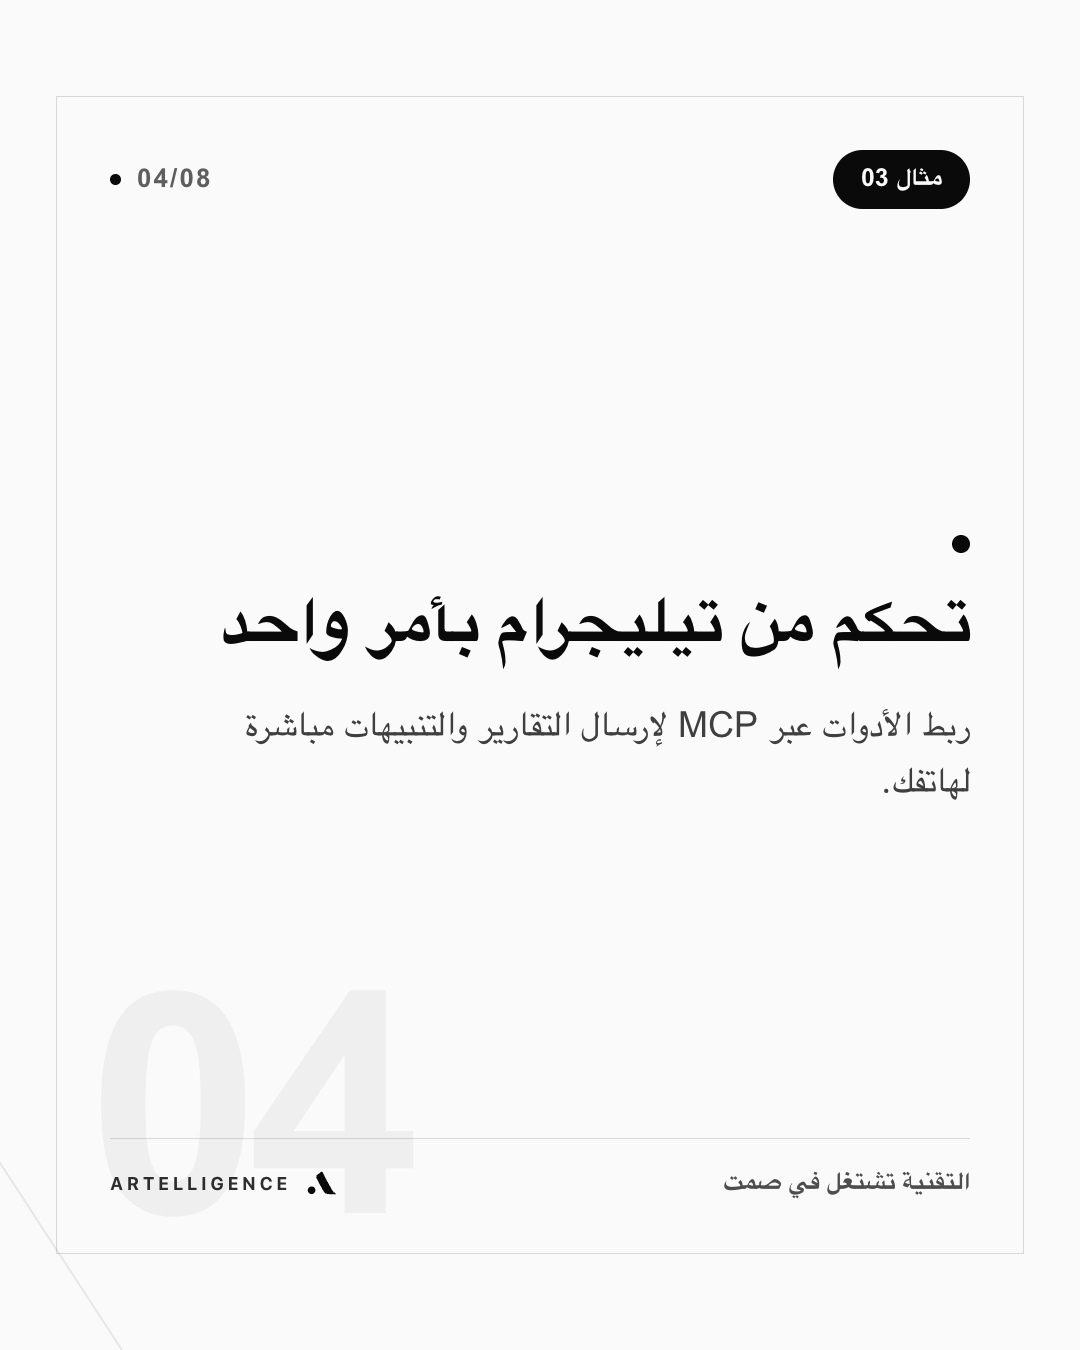 مثال 03
04/08
تحكم من تيليجرام بأمر واحد
ربط الأدوات عبر MCP لإرسال التقارير والتنبيهات مباشرة
لهاتفك.
04
التقنية تشتغل في صمت
ARTELLIGENCE